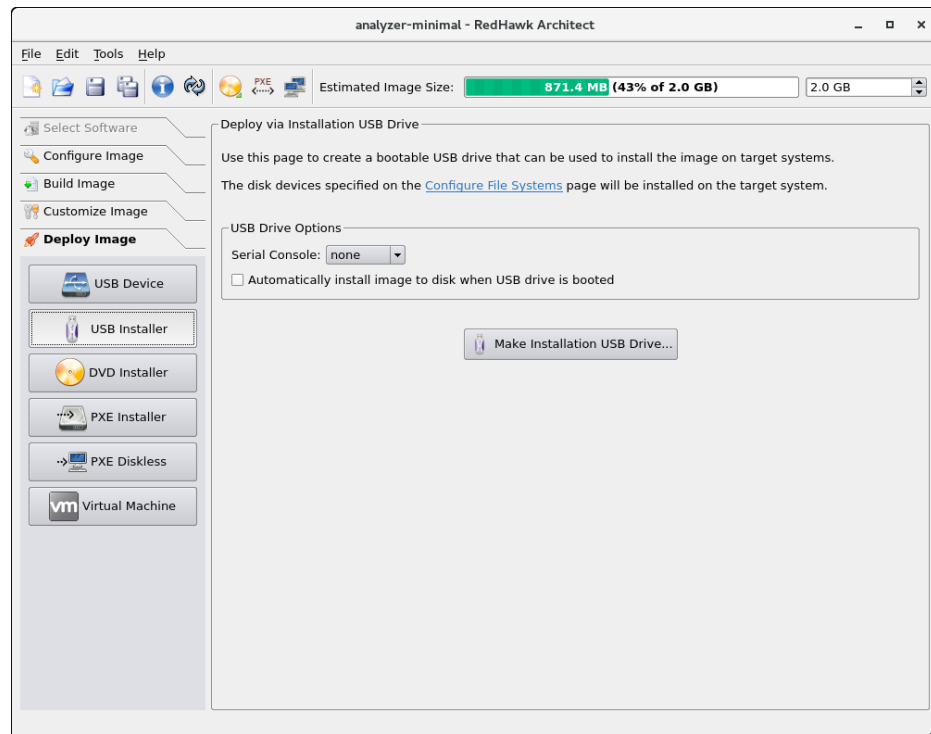 analyzer-minimal - RedHawk Architect
File Edit Tools Help
PXE
Estimated Image Size: 871.4 MB (43% of 2.0 GB) 2.0 GB
Select Software
Configure Image
Build Image
Customize Image
Deploy Image
USB Device
USB Installer
DVD Installer
PXE Installer
PXE Diskless
vm Virtual Machine
Deploy via Installation USB Drive
Use this page to create a bootable USB drive that can be used to install the image on target systems.
The disk devices specified on the Configure File Systems page will be installed on the target system.
USB Drive Options
Serial Console: none
Automatically install image to disk when USB drive is booted
Make Installation USB Drive...